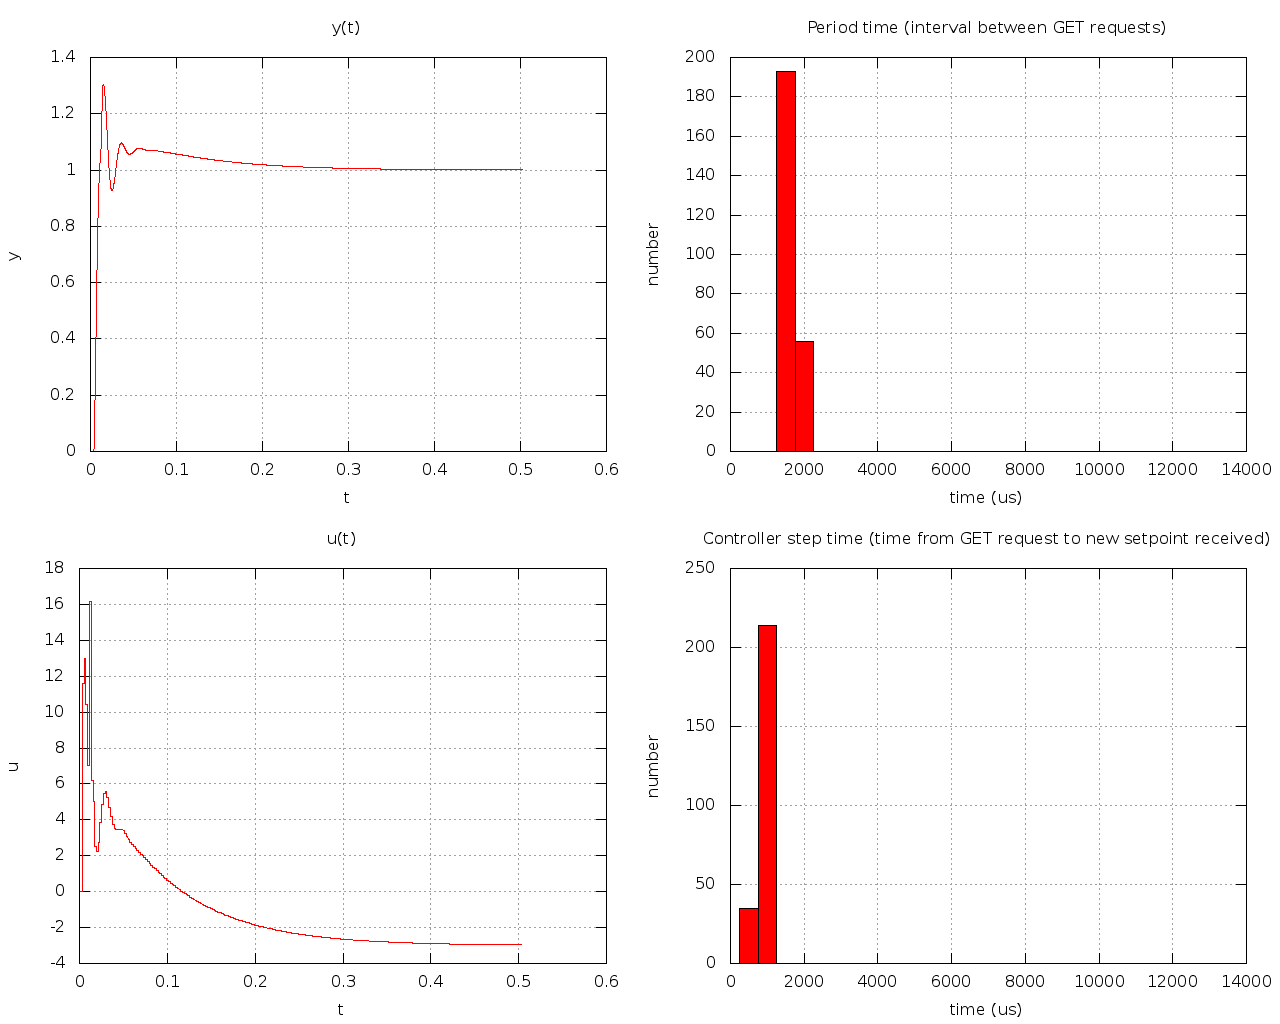 y(t)
1.4
1.2
1
0.8
0.6
0.4
0.2
0
y
0 0.1 0.2 0.3 0.4 0.5 0.6
t
Period time (interval between GET requests)
200
180
160
140
120
100
80
60
40
20
0
number
0 2000 4000 6000 8000 10000 12000 14000
time (us)
u(t)
18
16
14
12
10
8
6
4
2
0
-2
-4
u
0 0.1 0.2 0.3 0.4 0.5 0.6
t
Controller step time (time from GET request to new setpoint received)
250
200
150
100
50
0
number
0 2000 4000 6000 8000 10000 12000 14000
time (us)